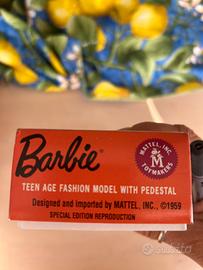 Barbie®
MATTEL, INC.
M
TOYMAKERS
TEEN AGE FASHION MODEL WITH PEDESTAL
Designed and imported by MATTEL, INC., ©1959
SPECIAL EDITION REPRODUCTION
Subito